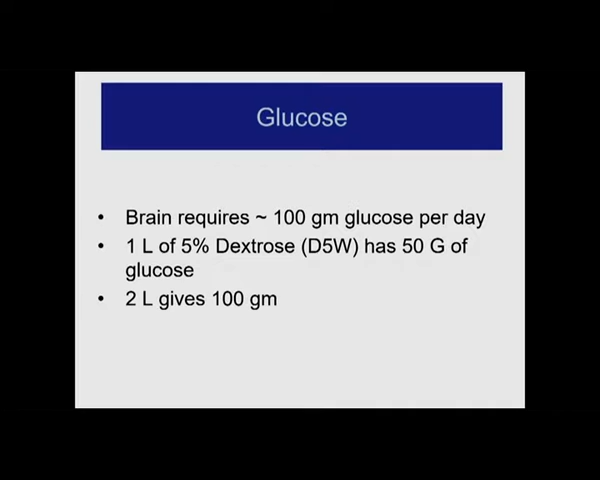 Glucose
• Brain requires ~ 100 gm glucose per day
• 1 L of 5% Dextrose (D5W) has 50 G of
glucose
• 2 L gives 100 gm